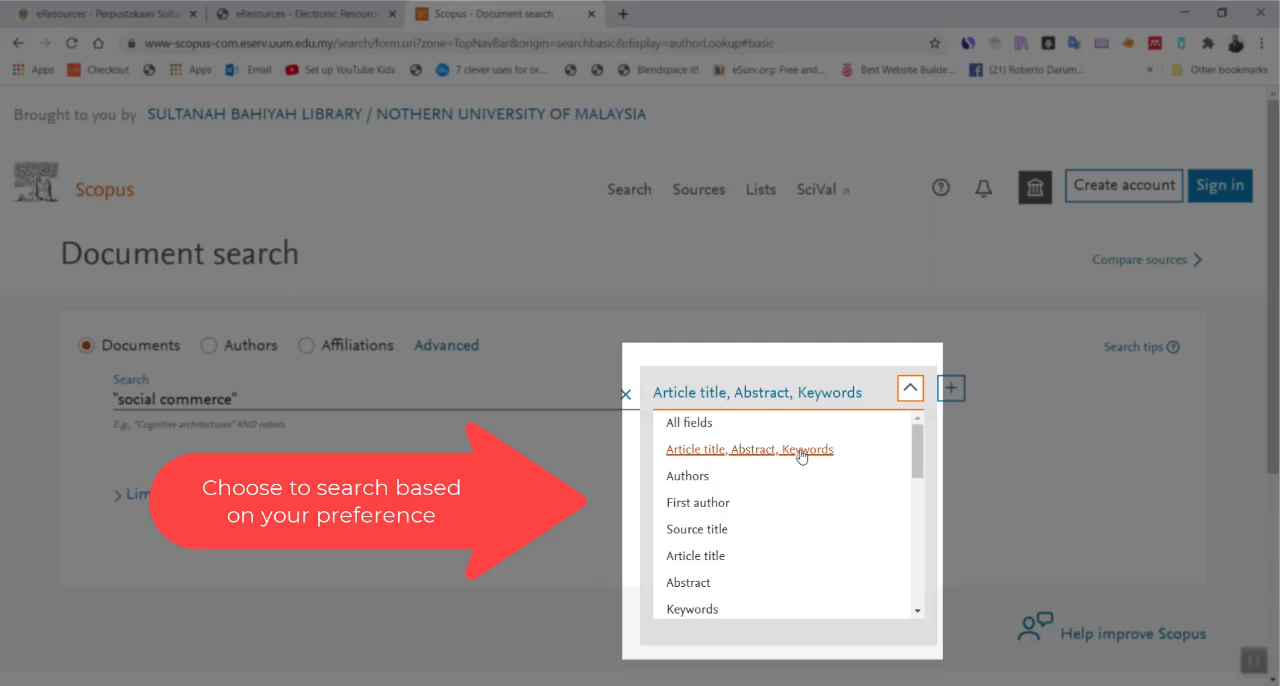 eResources - Perpustakaan Sulta
eResources - Electronic Resource
Scopus - Document search
www-scopus-com.eserv.uum.edu.my/search/form.uri?zone=TopNavBar&origin=searchbasic&display=authorLookup#basic
Apps Checkout Apps Email Set up YouTube Kids 7 clever uses for or... Blendspace it! eSurv.org: Free and... Best Website Builde... (21) Roberto Darum... » Other bookmarks
Brought to you by SULTANAH BAHIYAH LIBRARY / NOTHERN UNIVERSITY OF MALAYSIA
Scopus
Search Sources Lists SciVal
Create account
Sign in
Document search
Compare sources
Documents Authors Affiliations Advanced
Search tips
Search
"social commerce"
E.g., "Cognitive architectures" AND robots
Article title, Abstract, Keywords
All fields
Article title, Abstract, Keywords
Authors
First author
Source title
Article title
Abstract
Keywords
Lim
Choose to search based
on your preference
Help improve Scopus